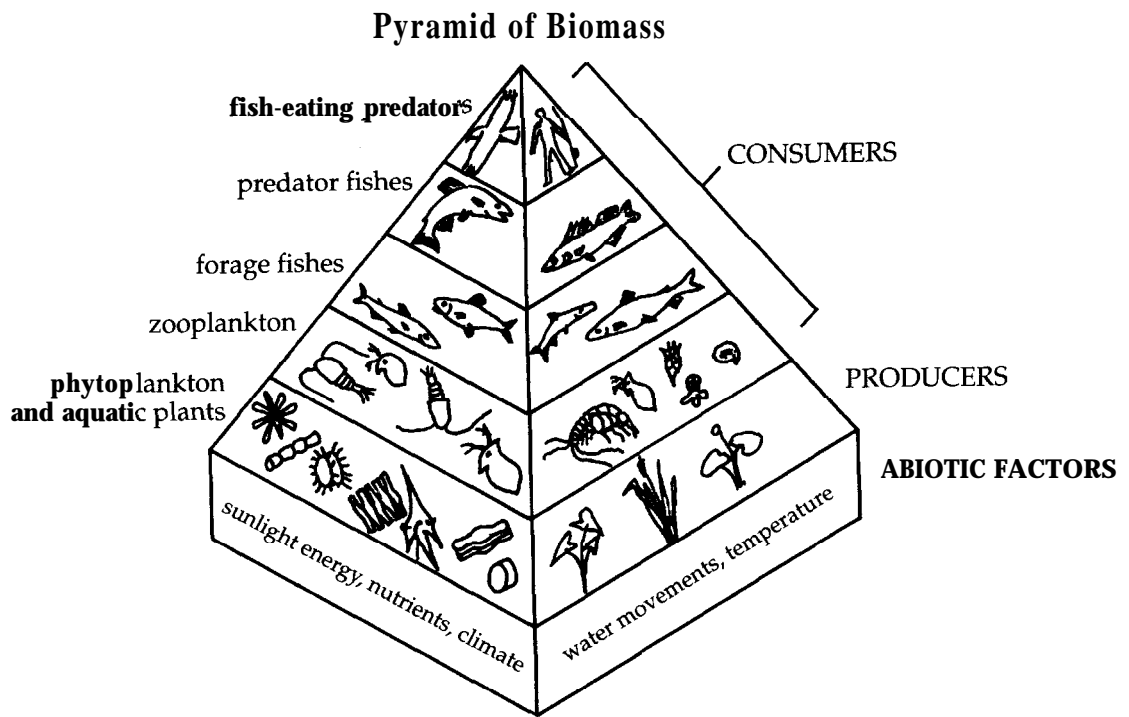 Pyramid of Biomass
fish-eating predators
CONSUMERS
predator fishes
forage fishes
zooplankton
phytoplankton
and aquatic plants
PRODUCERS
ABIOTIC FACTORS
sunlight energy, nutrients, climate
water movements, temperature